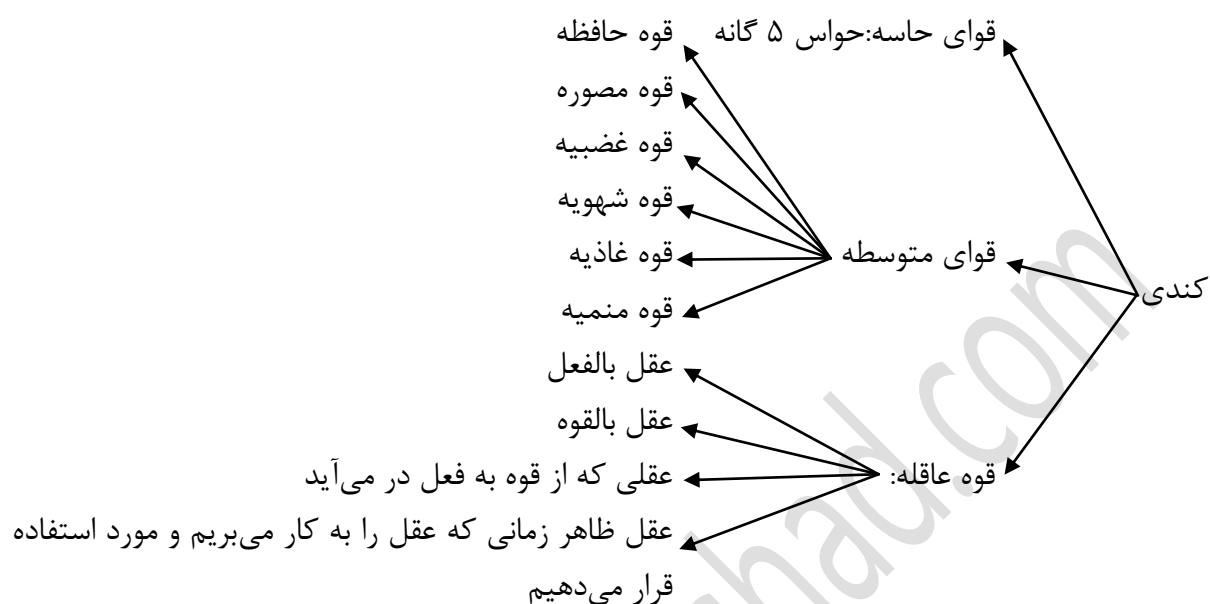 کندی
قوای حاسه:حواس ۵ گانه
قوای متوسطه
قوه حافظه
قوه مصوره
قوه غضبیه
قوه شهویه
قوه غاذیه
قوه منمیه
قوه عاقله:
عقل بالفعل
عقل بالقوه
عقلی که از قوه به فعل در می‌آید
عقل ظاهر زمانی که عقل را به کار می‌بریم و مورد استفاده
قرار می‌دهیم
had.com